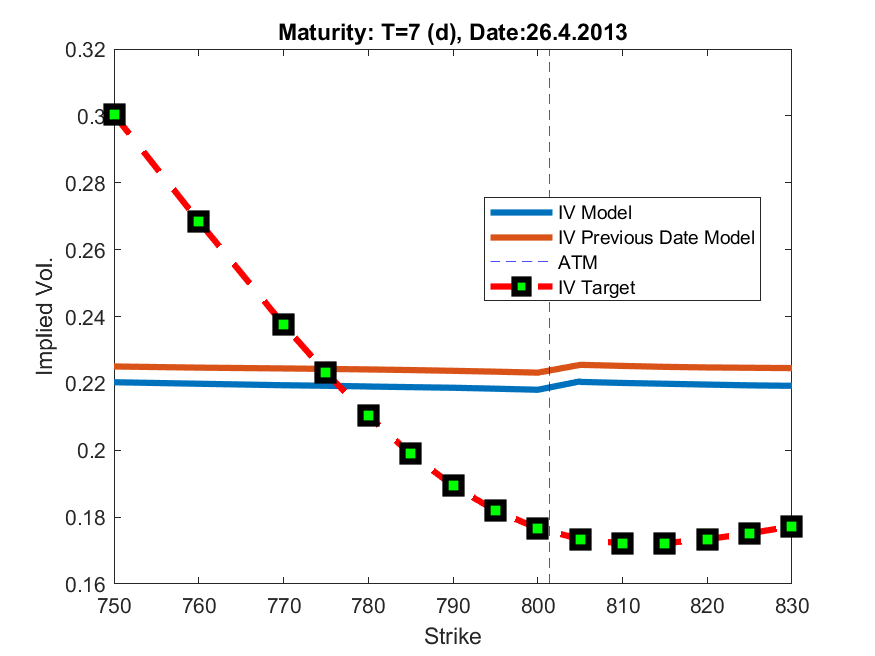 Maturity: T=7 (d), Date:26.4.2013
0.32
0.3
0.28
0.26
0.24
0.22
0.2
0.18
0.16
Implied Vol.
IV Model
IV Previous Date Model
ATM
IV Target
750 760 770 780 790 800 810 820 830
Strike